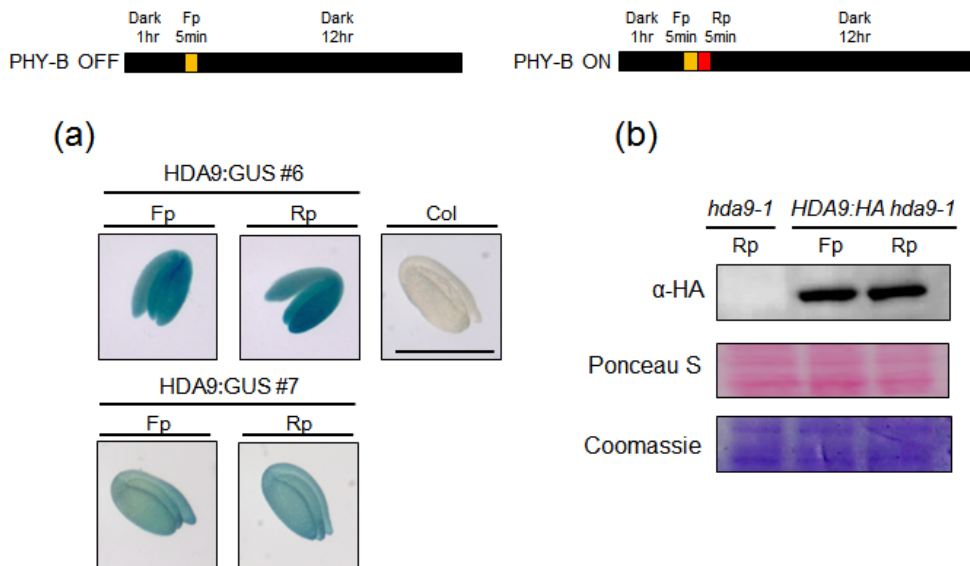 Dark Fp Dark
1hr 5min 12hr
PHY-B OFF
Dark Fp Rp Dark
1hr 5min 5min 12hr
PHY-B ON
(a)
HDA9:GUS #6
Fp Rp Col
HDA9:GUS #7
Fp Rp
(b)
hda9-1 HDA9:HA hda9-1
Rp Fp Rp
α-HA
Ponceau S
Coomassie